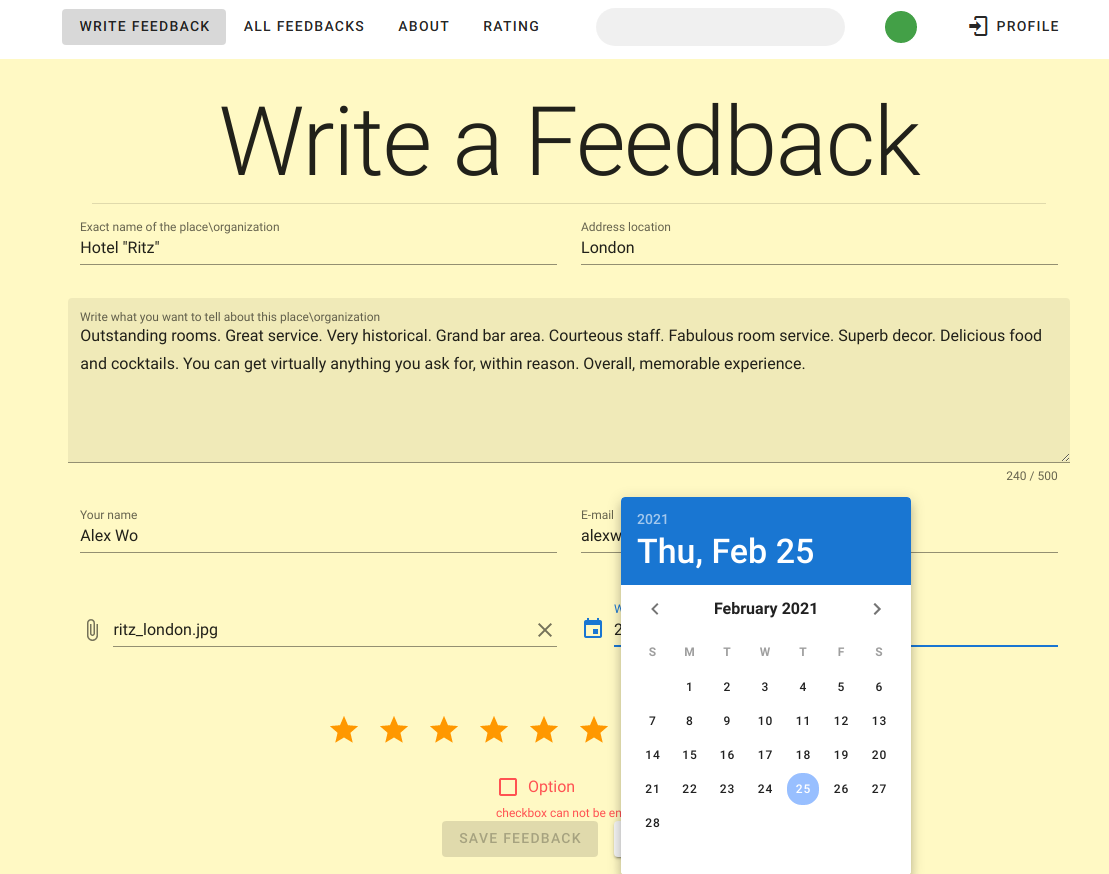 WRITE FEEDBACK ALL FEEDBACKS ABOUT RATING PROFILE
Write a Feedback
Exact name of the place\organization
Hotel "Ritz"
Address location
London
Write what you want to tell about this place\organization
Outstanding rooms. Great service. Very historical. Grand bar area. Courteous staff. Fabulous room service. Superb decor. Delicious food
and cocktails. You can get virtually anything you ask for, within reason. Overall, memorable experience.
240 / 500
Your name
Alex Wo
E-mail
alexw
ritz_london.jpg
W
2
2021
Thu, Feb 25
February 2021
S M T W T F S
1 2 3 4 5 6
7 8 9 10 11 12 13
14 15 16 17 18 19 20
21 22 23 24 25 26 27
28
Option
checkbox can not be en
SAVE FEEDBACK